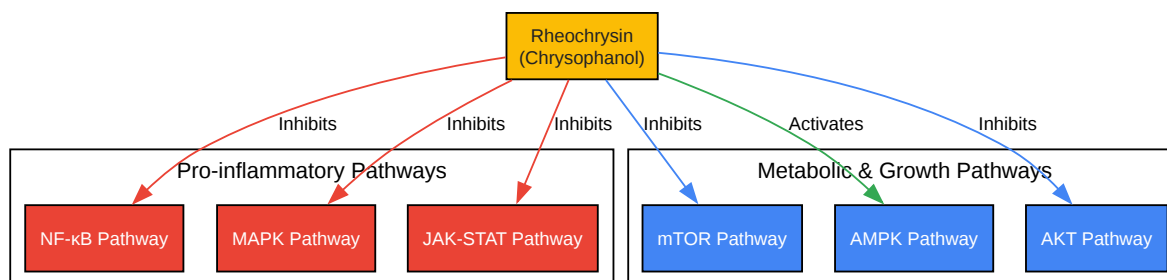 Rheochrysin
(Chrysophanol)
Inhibits
Inhibits
Inhibits
Inhibits
Activates
Inhibits
Pro-inflammatory Pathways
Metabolic & Growth Pathways
NF-κB Pathway
MAPK Pathway
JAK-STAT Pathway
mTOR Pathway
AMPK Pathway
AKT Pathway